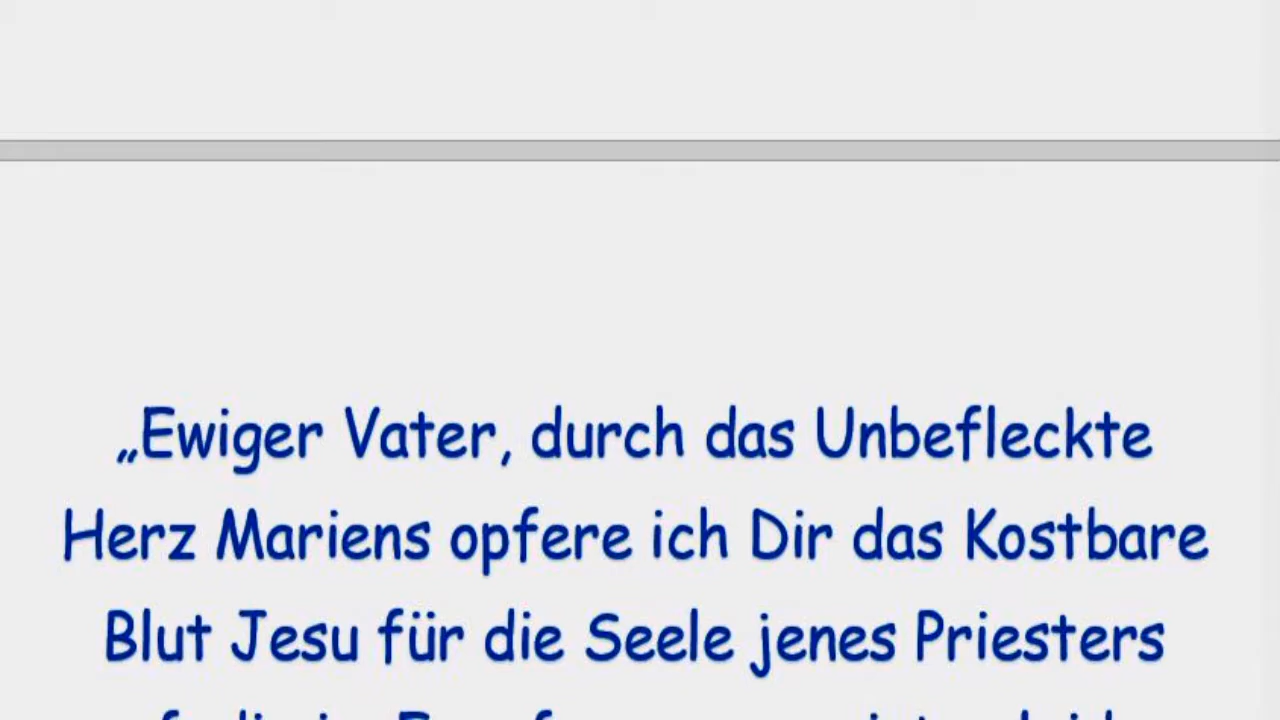 „Ewiger Vater, durch das Unbefleckte
Herz Mariens opfere ich Dir das Kostbare
Blut Jesu für die Seele jenes Priesters